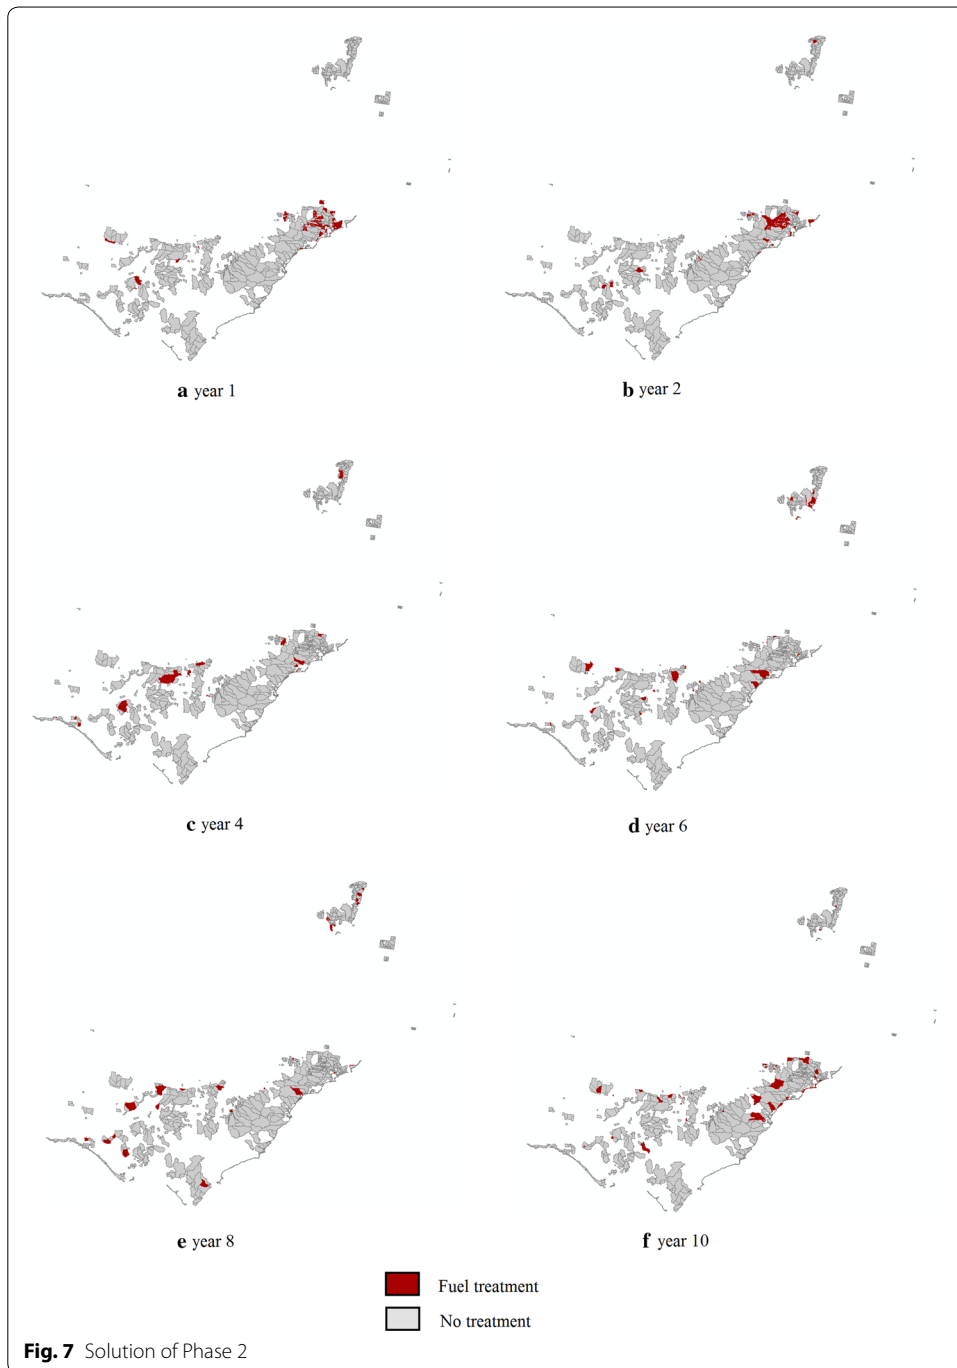 a year 1
b year 2
c year 4
d year 6
e year 8
f year 10
Fuel treatment
No treatment
Fig. 7 Solution of Phase 2